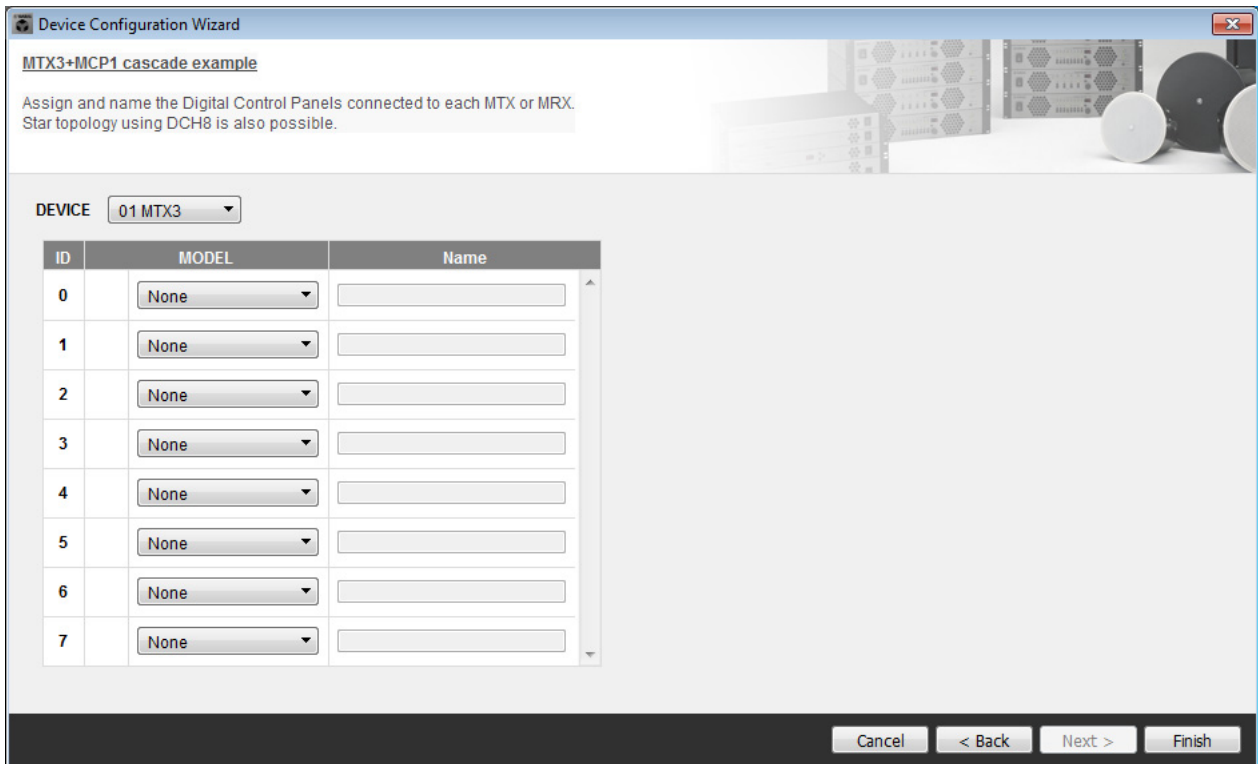 Device Configuration Wizard
MTX3+MCP1 cascade example
Assign and name the Digital Control Panels connected to each MTX or MRX.
Star topology using DCH8 is also possible.
DEVICE 01 MTX3
ID MODEL Name
0 None
1 None
2 None
3 None
4 None
5 None
6 None
7 None
Cancel < Back Next > Finish